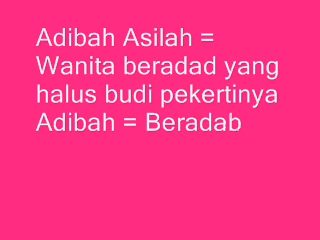 Adibah Asilah =
Wanita beradad yang
halus budi pekertinya
Adibah = Beradab